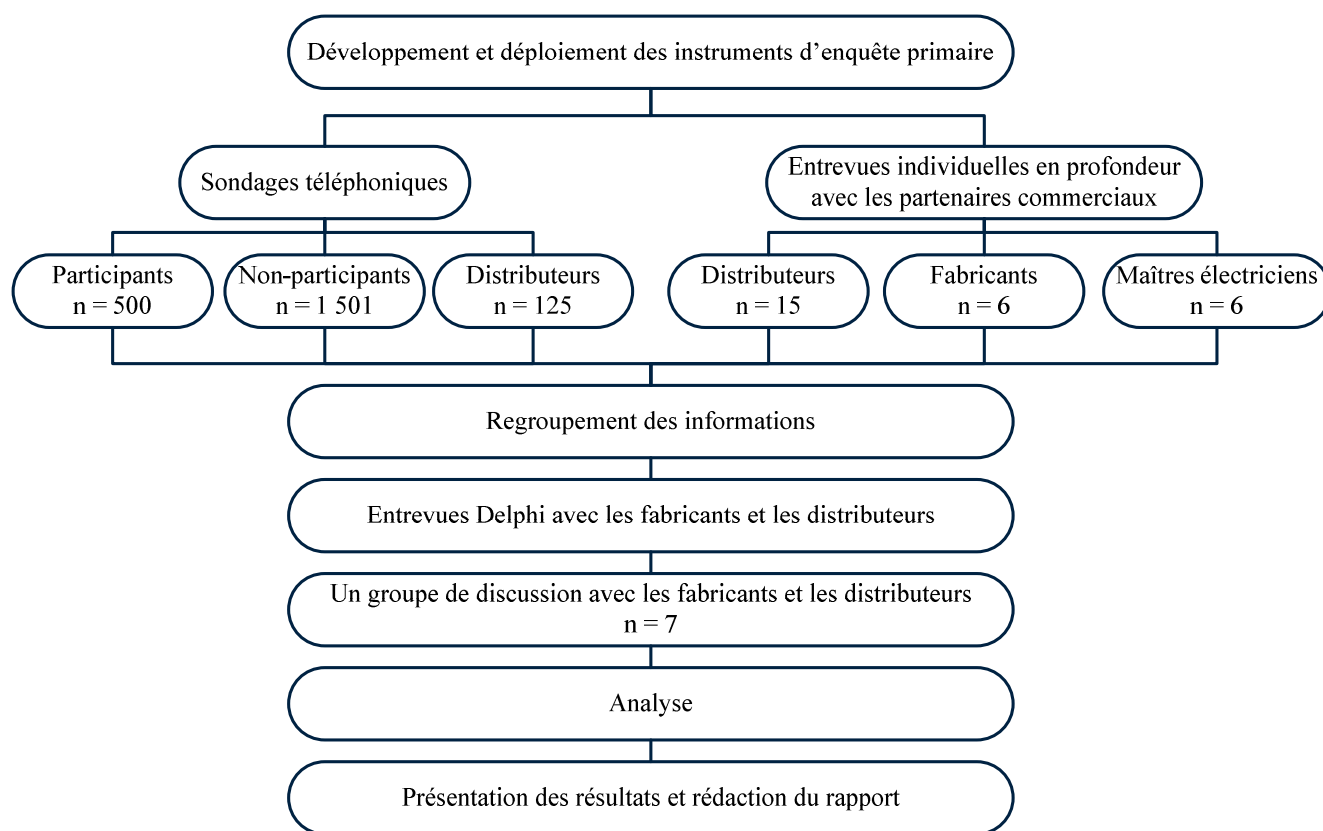 Développement et déploiement des instruments d’enquête primaire
Sondages téléphoniques
Entrevues individuelles en profondeur
avec les partenaires commerciaux
Participants
n = 500
Non-participants
n = 1 501
Distributeurs
n = 125
Distributeurs
n = 15
Fabricants
n = 6
Maîtres électriciens
n = 6
Regroupement des informations
Entrevues Delphi avec les fabricants et les distributeurs
Un groupe de discussion avec les fabricants et les distributeurs
n = 7
Analyse
Présentation des résultats et rédaction du rapport